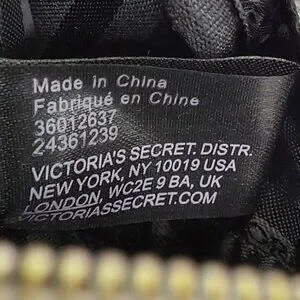 Made in China
Fabriqué en Chine
36012637
24361239
VICTORIA'S SECRET. DISTR.
NEW YORK, NY 10019 USA
LONDON, WC2E 9 BA, UK
VICTORIASSECRET.COM